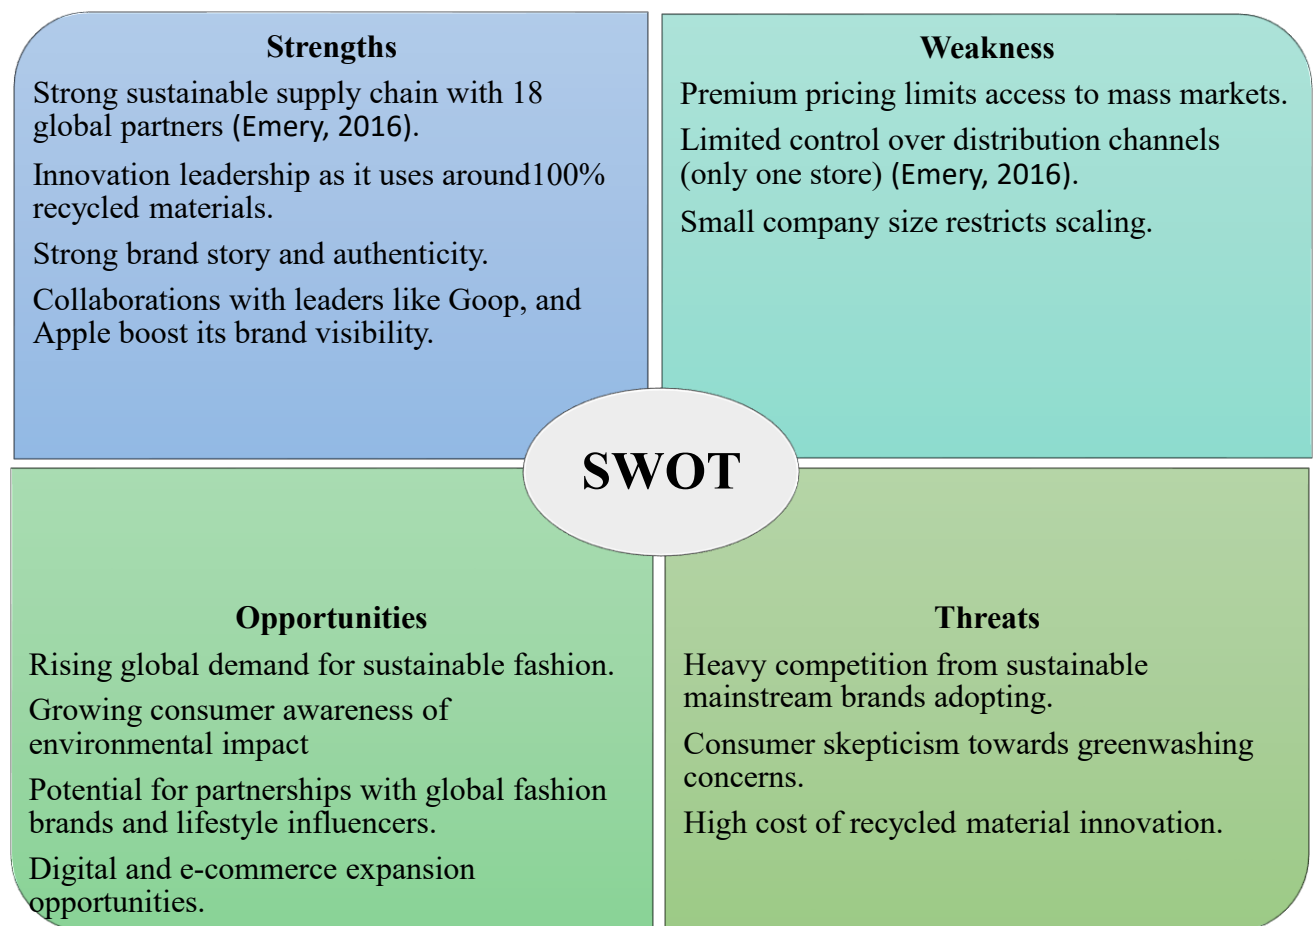 Strengths
Strong sustainable supply chain with 18
global partners (Emery, 2016).
Innovation leadership as it uses around100%
recycled materials.
Strong brand story and authenticity.
Collaborations with leaders like Goop, and
Apple boost its brand visibility.
Weakness
Premium pricing limits access to mass markets.
Limited control over distribution channels
(only one store) (Emery, 2016).
Small company size restricts scaling.
SWOT
Opportunities
Rising global demand for sustainable fashion.
Growing consumer awareness of
environmental impact
Potential for partnerships with global fashion
brands and lifestyle influencers.
Digital and e-commerce expansion
opportunities.
Threats
Heavy competition from sustainable
mainstream brands adopting.
Consumer skepticism towards greenwashing
concerns.
High cost of recycled material innovation.